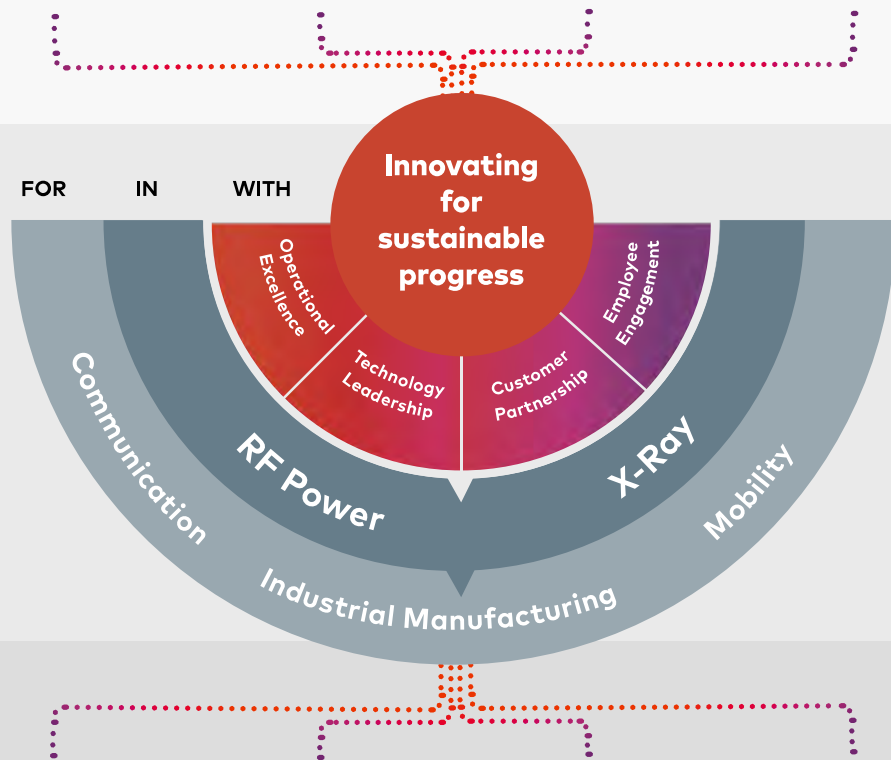 FOR
IN
WITH
Innovating
for
sustainable
progress
Operational
Excellence
Technology
Leadership
Customer
Partnership
Employee
Engagement
RF Power
X-Ray
Communication
Industrial Manufacturing
Mobility